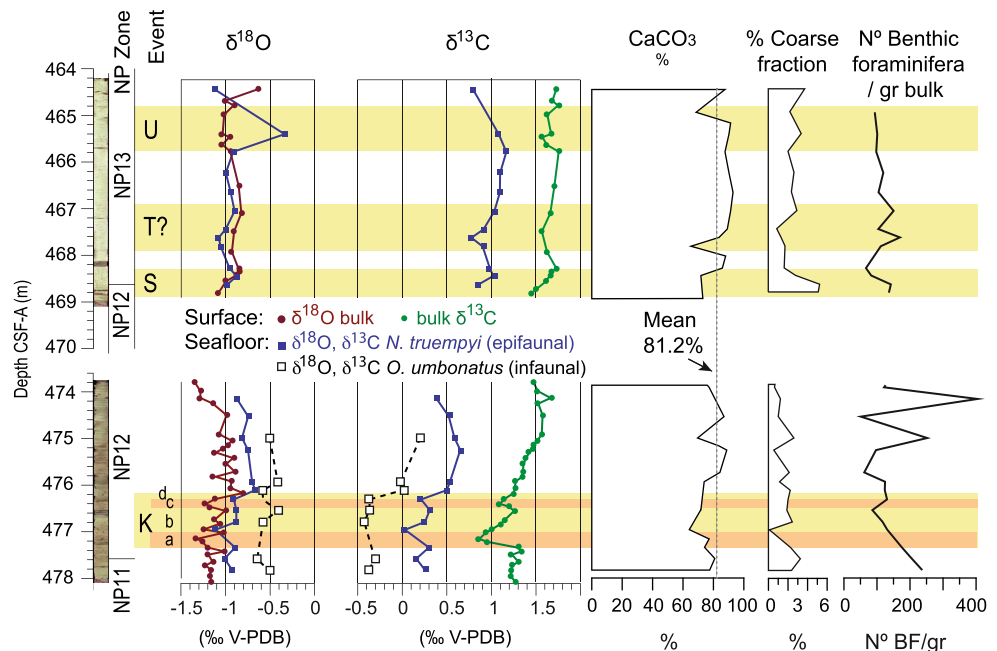 NP Zone
Event
δ18O
δ13C
CaCO3
%
% Coarse
fraction
Nº Benthic
foraminifera
/ gr bulk
Depth CSF-A (m)
464
465
466
467
468
469
470
474
475
476
477
478
NP13
NP12
NP12
NP11
U
T?
S
K
d
c
b
a
Surface: δ18O bulk bulk δ13C
Seafloor: δ18O, δ13C N. truempyi (epifaunal)
δ18O, δ13C O. umbonatus (infaunal)
Mean
81.2%
-1.5 -1 -0.5 0
(‰ V-PDB)
-0.5 0 0.5 1 1.5
(‰ V-PDB)
0 20 40 60 80 100
%
0 3 6
%
0 200 400
Nº BF/gr